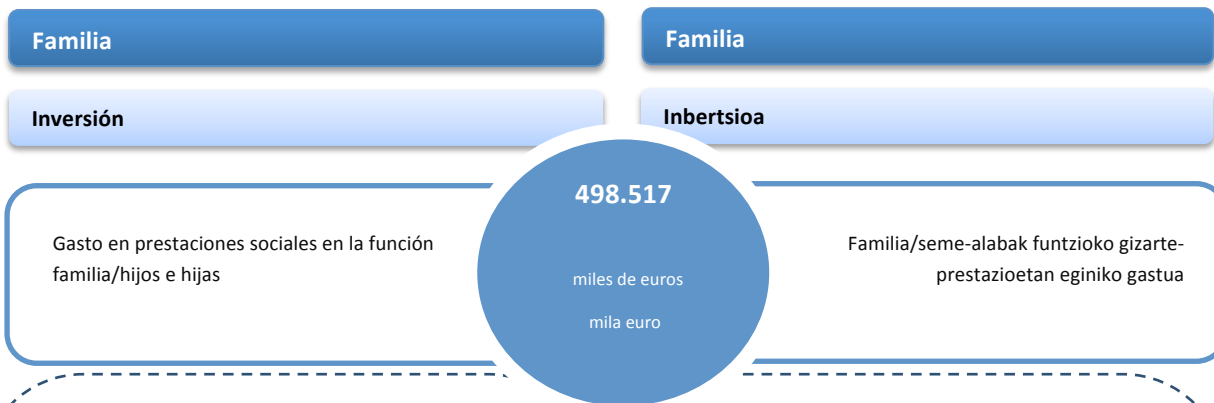 Familia
Familia
Inversión
Inbertsioa
498.517
Gasto en prestaciones sociales en la función
familia/hijos e hijas
miles de euros
mila euro
Familia/seme-alabak funtzioko gizarte-
prestazioetan eginiko gastua